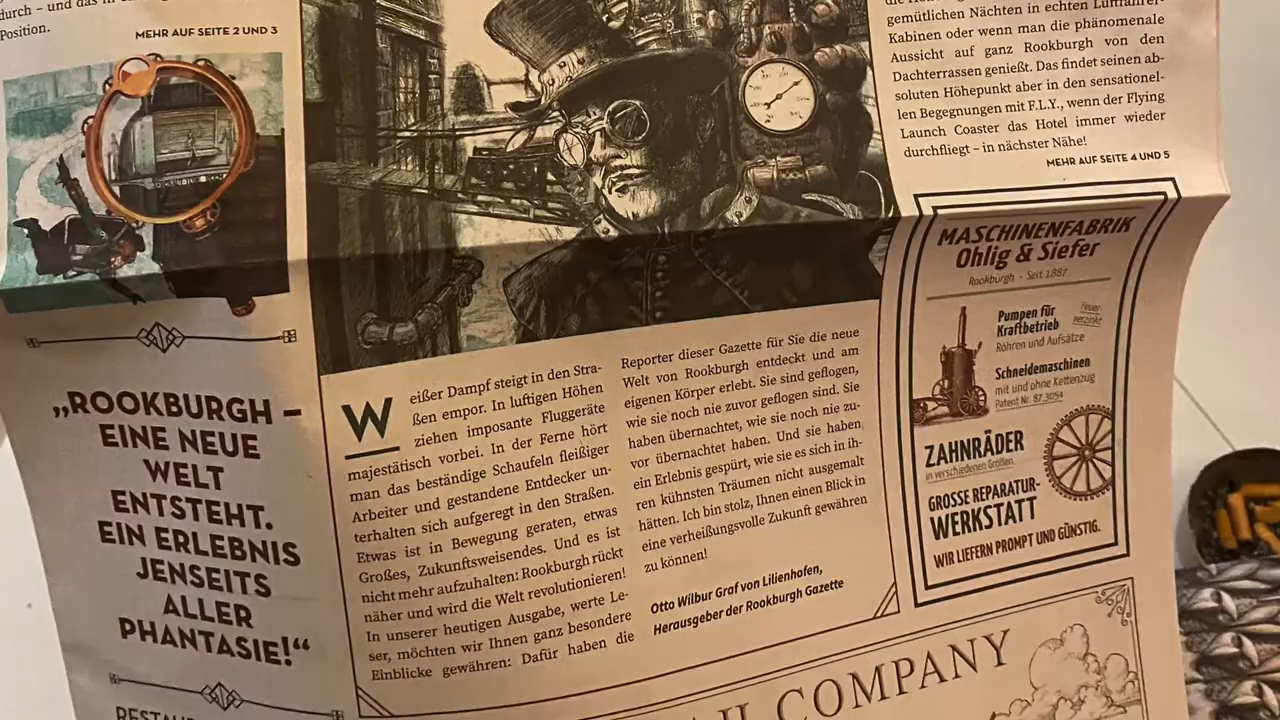 durch – und das in
Position.
MEHR AUF SEITE 2 UND 3
„ROOKBURGH –
EINE NEUE
WELT
ENTSTEHT.
EIN ERLEBNIS
JENSEITS
ALLER
PHANTASIE!“
Weißer Dampf steigt in den Stra-
ßen empor. In luftigen Höhen
ziehen imposante Fluggeräte
majestätisch vorbei. In der Ferne hört
man das beständige Schaufeln fleißiger
Arbeiter und gestandene Entdecker un-
terhalten sich aufgeregt in den Straßen.
Etwas ist in Bewegung geraten, etwas
Großes, Zukunftsweisendes. Und es ist
nicht mehr aufzuhalten: Rookburgh rückt
näher und wird die Welt revolutionieren!
In unserer heutigen Ausgabe, werte Le-
ser, möchten wir Ihnen ganz besondere
Einblicke gewähren: Dafür haben die
Reporter dieser Gazette für Sie die neue
Welt von Rookburgh entdeckt und am
eigenen Körper erlebt. Sie sind geflogen,
wie sie noch nie zuvor geflogen sind. Sie
haben übernachtet, wie sie noch nie zu-
vor übernachtet haben. Und sie haben
ein Erlebnis gespürt, wie sie es sich in ih-
ren kühnsten Träumen nicht ausgemalt
hätten. Ich bin stolz, Ihnen einen Blick in
eine verheißungsvolle Zukunft gewähren
zu können!
Otto Wilbur Graf von Lilienhofen,
Herausgeber der Rookburgh Gazette
gemütlichen Nächten in echten Luftfahrer-
Kabinen oder wenn man die phänomenale
Aussicht auf ganz Rookburgh von den
Dachterrassen genießt. Das findet seinen ab-
soluten Höhepunkt aber in den sensationel-
len Begegnungen mit F.L.Y., wenn der Flying
Launch Coaster das Hotel immer wieder
durchfliegt – in nächster Nähe!
MEHR AUF SEITE 4 UND 5
MASCHINENFABRIK
Ohlig & Siefer
Rookburgh - Seit 1887
Pumpen für
Kraftbetrieb
Feuer-
verzinkt
Röhren und Aufsätze
Schneidemaschinen
mit und ohne Kettenzug
Patent Nr. 87.3054
ZAHNRÄDER
in verschiedenen Größen
GROSSE REPARATUR-
WERKSTATT
WIR LIEFERN PROMPT UND GÜNSTIG.
COMPANY